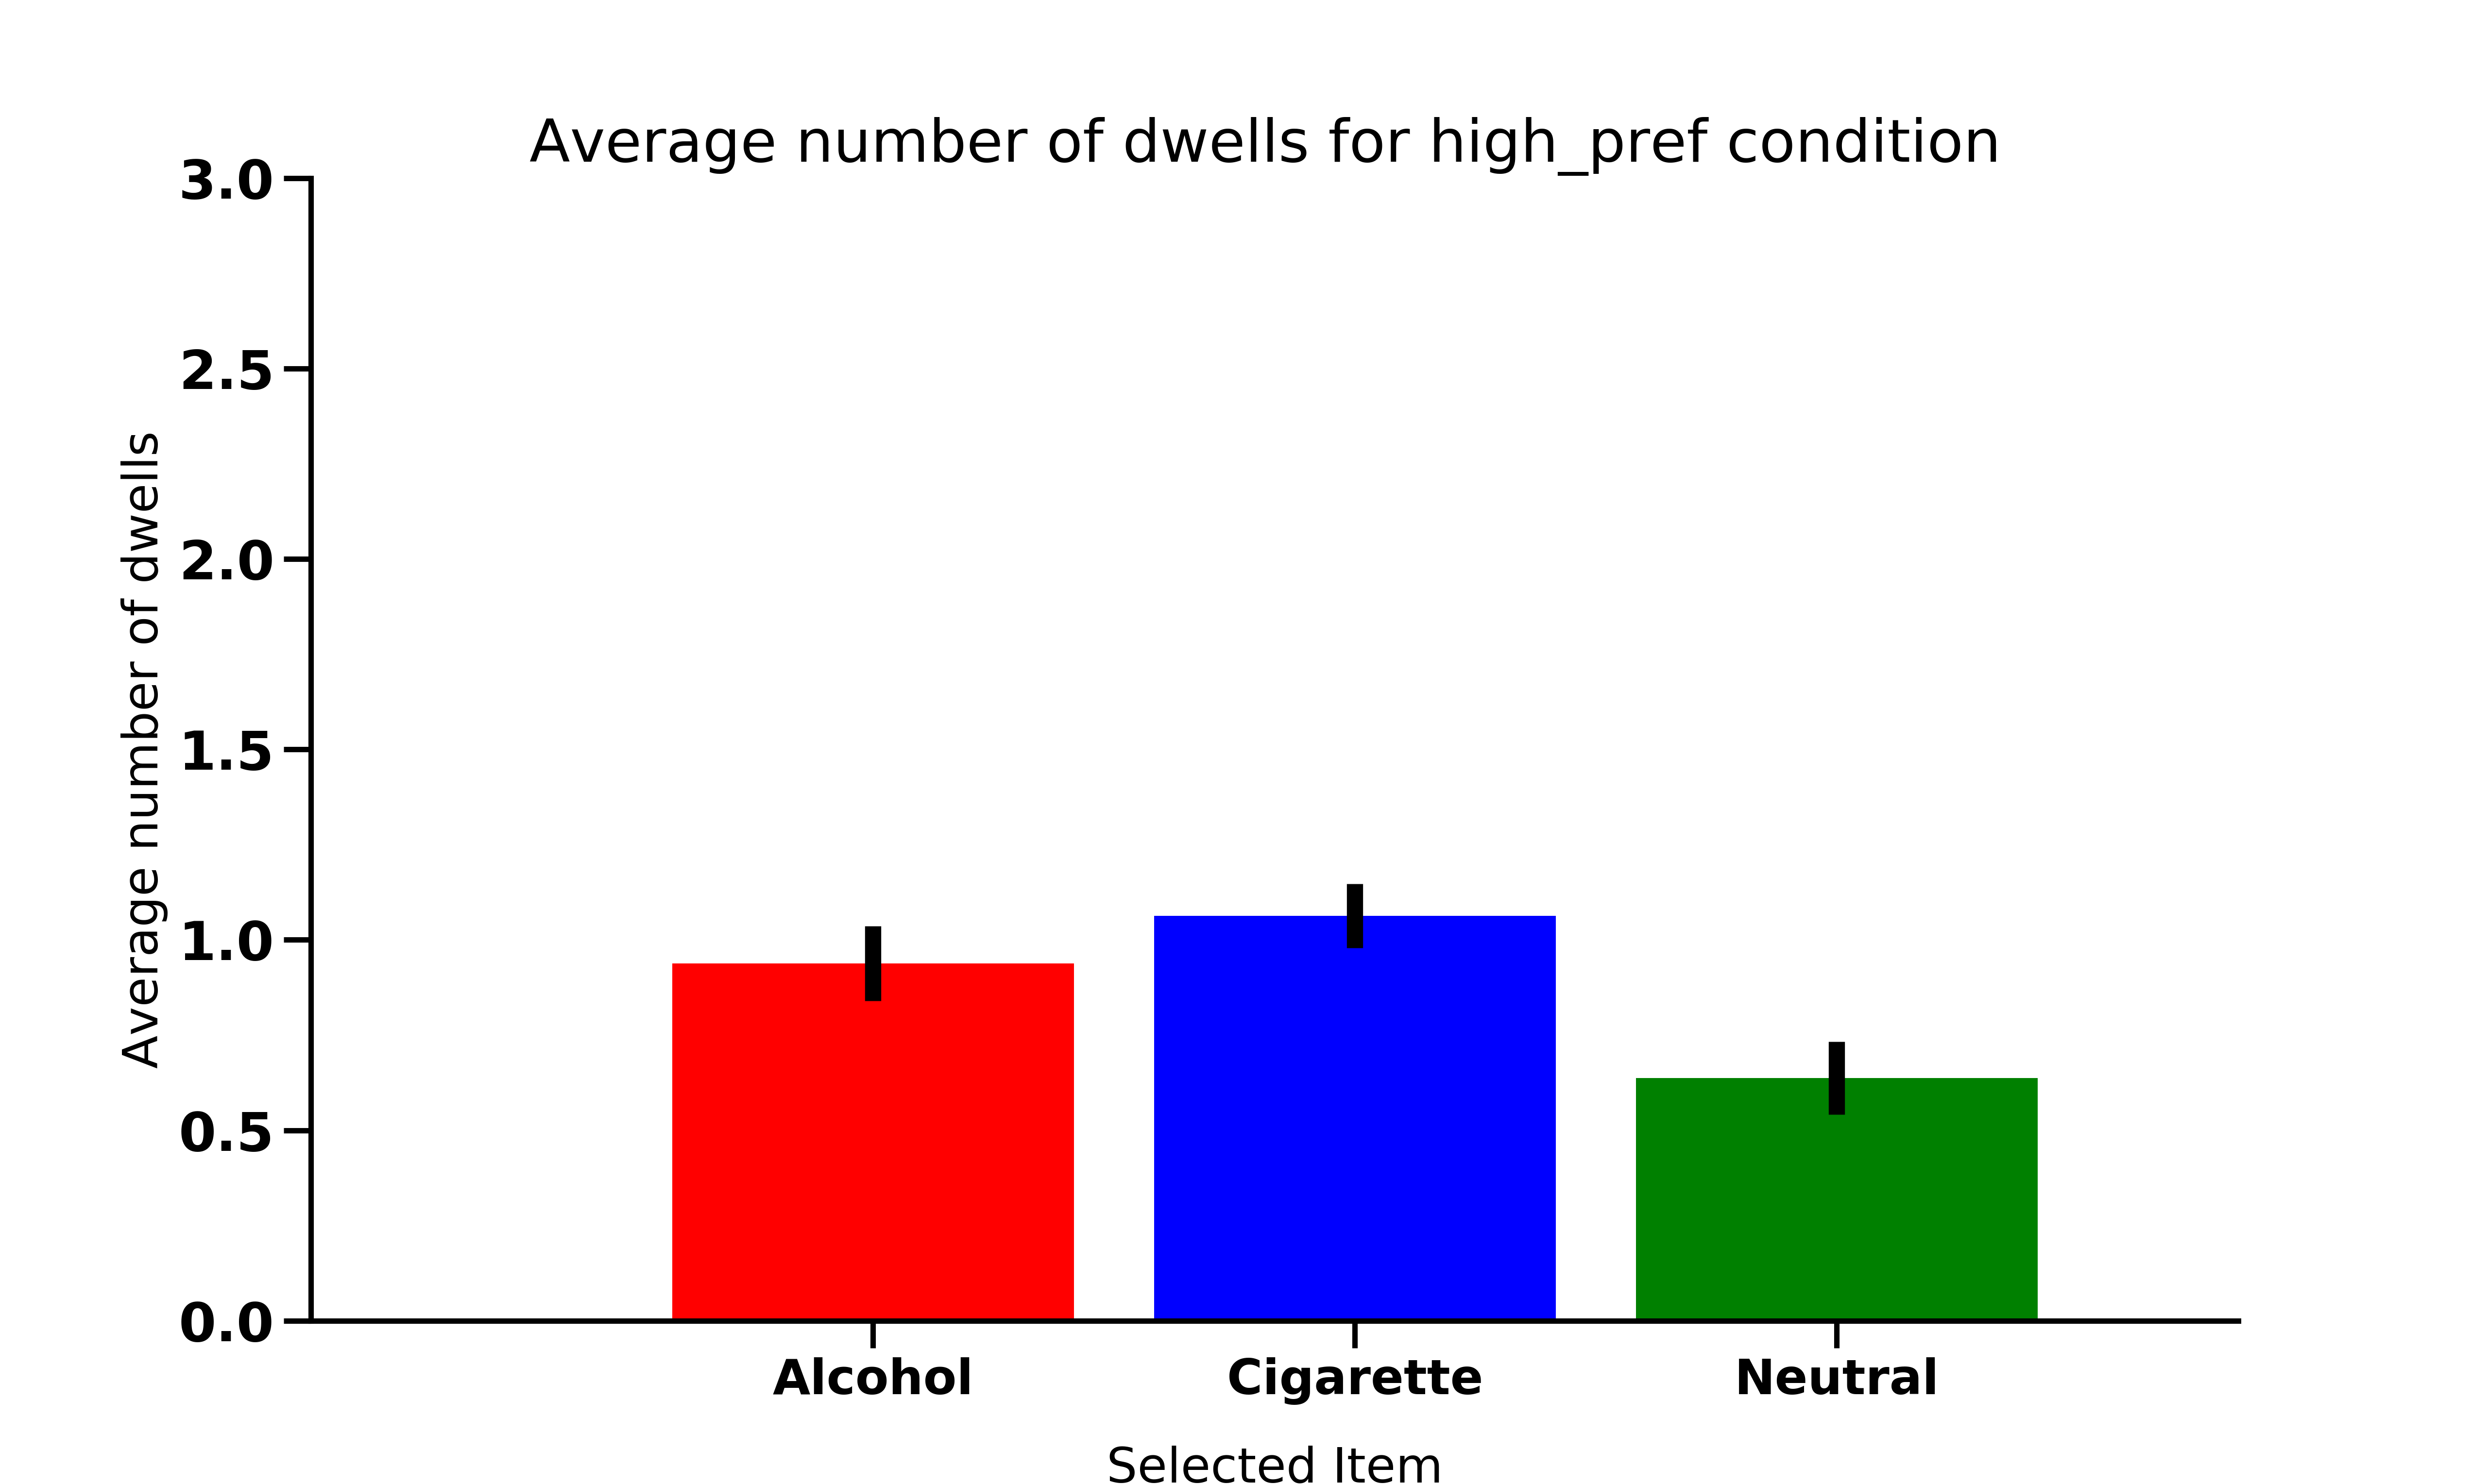 Average number of dwells for high_pref condition
3.0
2.5
2.0
1.5
1.0
0.5
0.0
Average number of dwells
Alcohol Cigarette Neutral
Selected Item